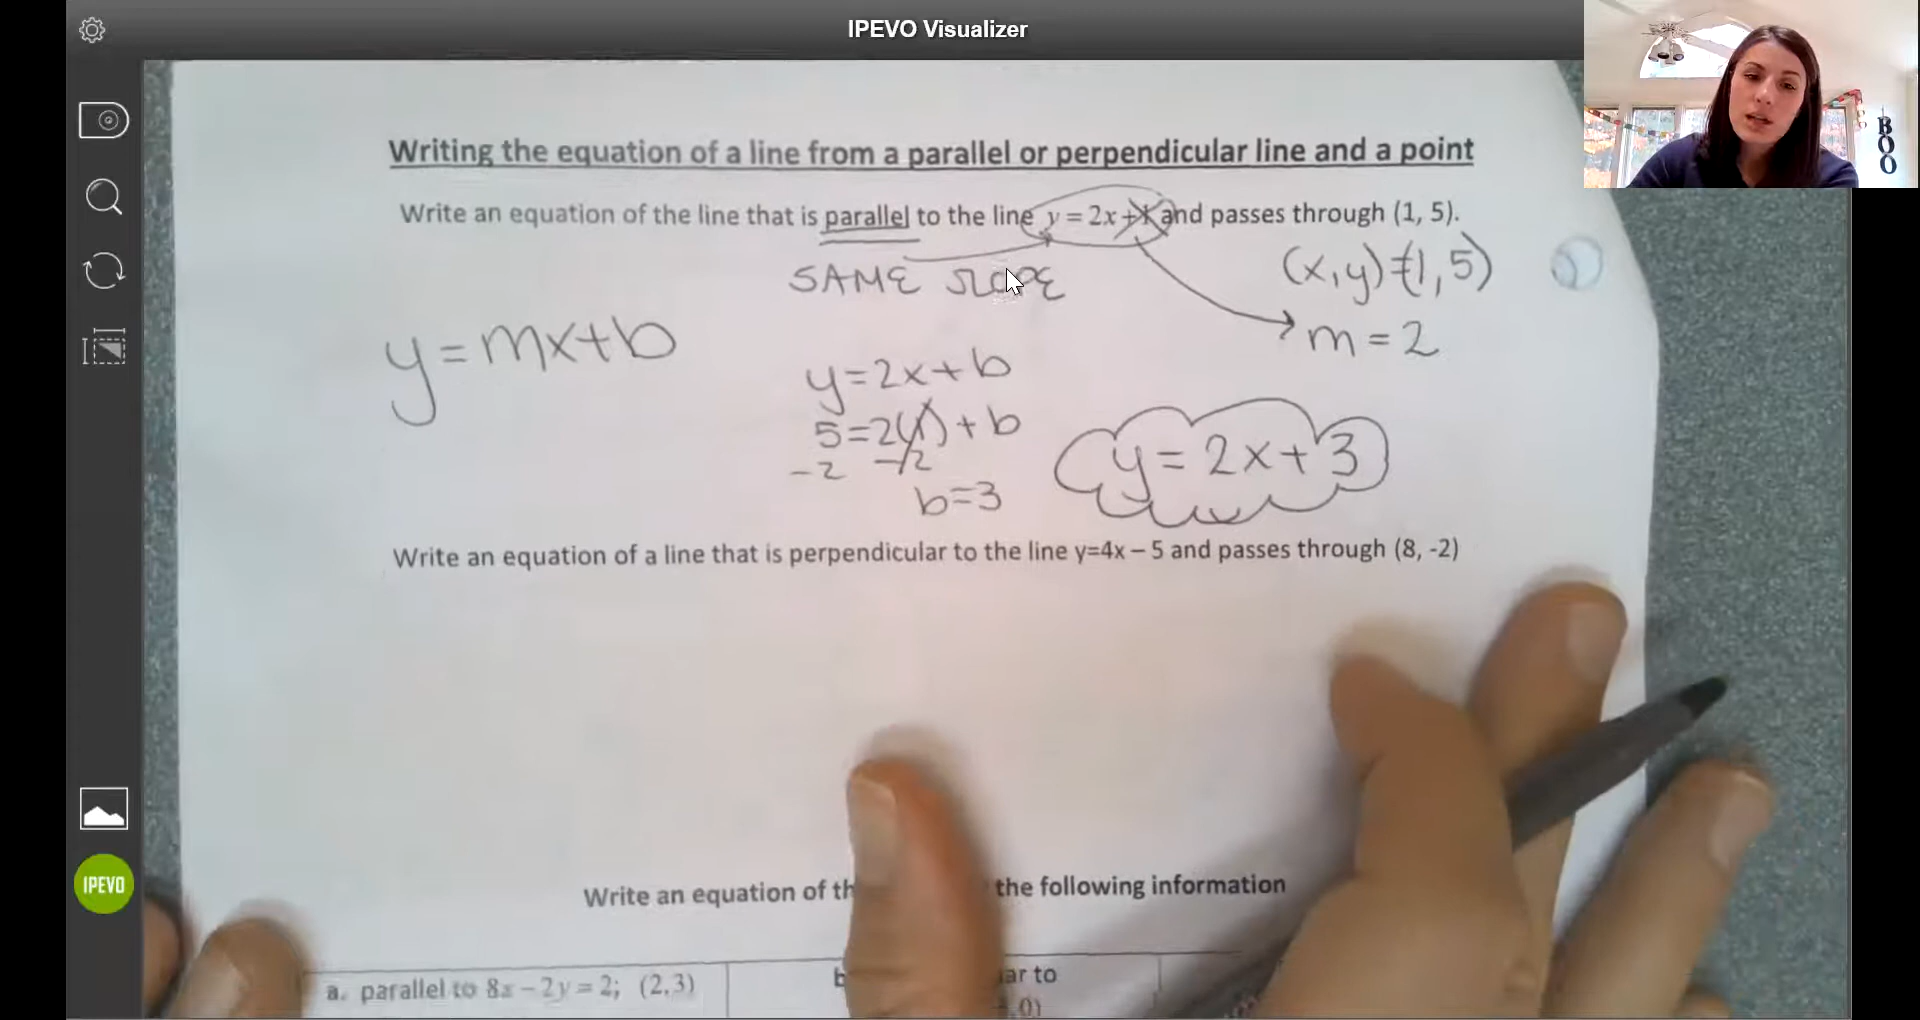 IPEVO Visualizer
BOO
Writing the equation of a line from a parallel or perpendicular line and a point
Write an equation of the line that is parallel to the line y = 2x + and passes through (1, 5).
SAME SLOPE
(x, y) = (1, 5)
m = 2
y = mx + b
y = 2x + b
5 = 2(1) + b
-2 -2
b = 3
y = 2x + 3
Write an equation of a line that is perpendicular to the line y=4x – 5 and passes through (8, -2)
Write an equation of the following information
a. parallel to 8x – 2y = 2; (2,3)
ar to
0)
IPEVO